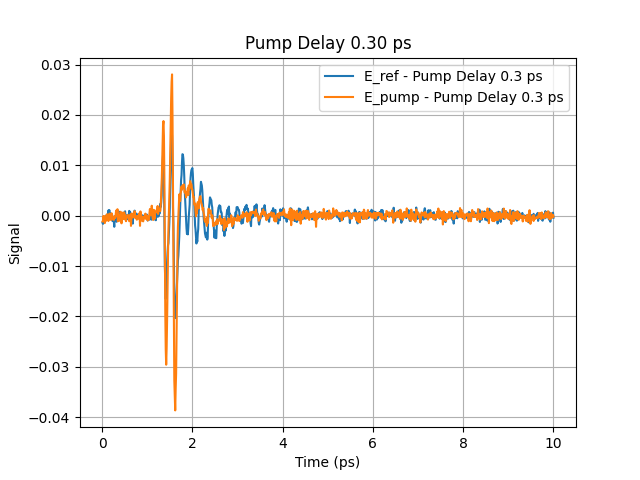 Pump Delay 0.30 ps
E_ref - Pump Delay 0.3 ps
E_pump - Pump Delay 0.3 ps
0.03
0.02
0.01
0.00
−0.01
−0.02
−0.03
−0.04
Signal
0 2 4 6 8 10
Time (ps)